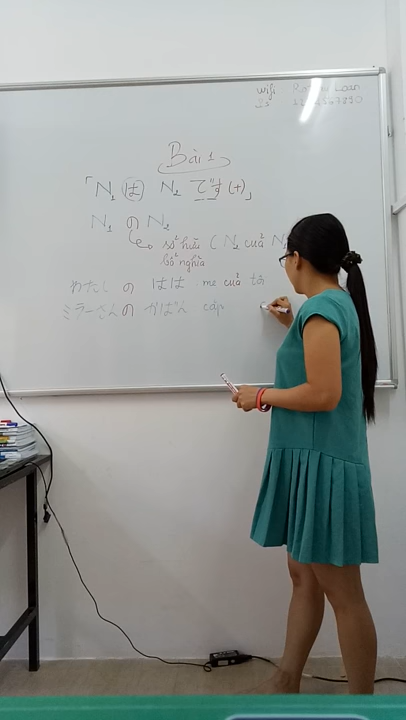 wifi
Bài 1
「N₁ は N₂ です (+)」
N₁ の N₂
sở hữu ( N₂ của N₁
bổ nghĩa
わたし の はは mẹ của tôi
ミラーさんの かばん cặp